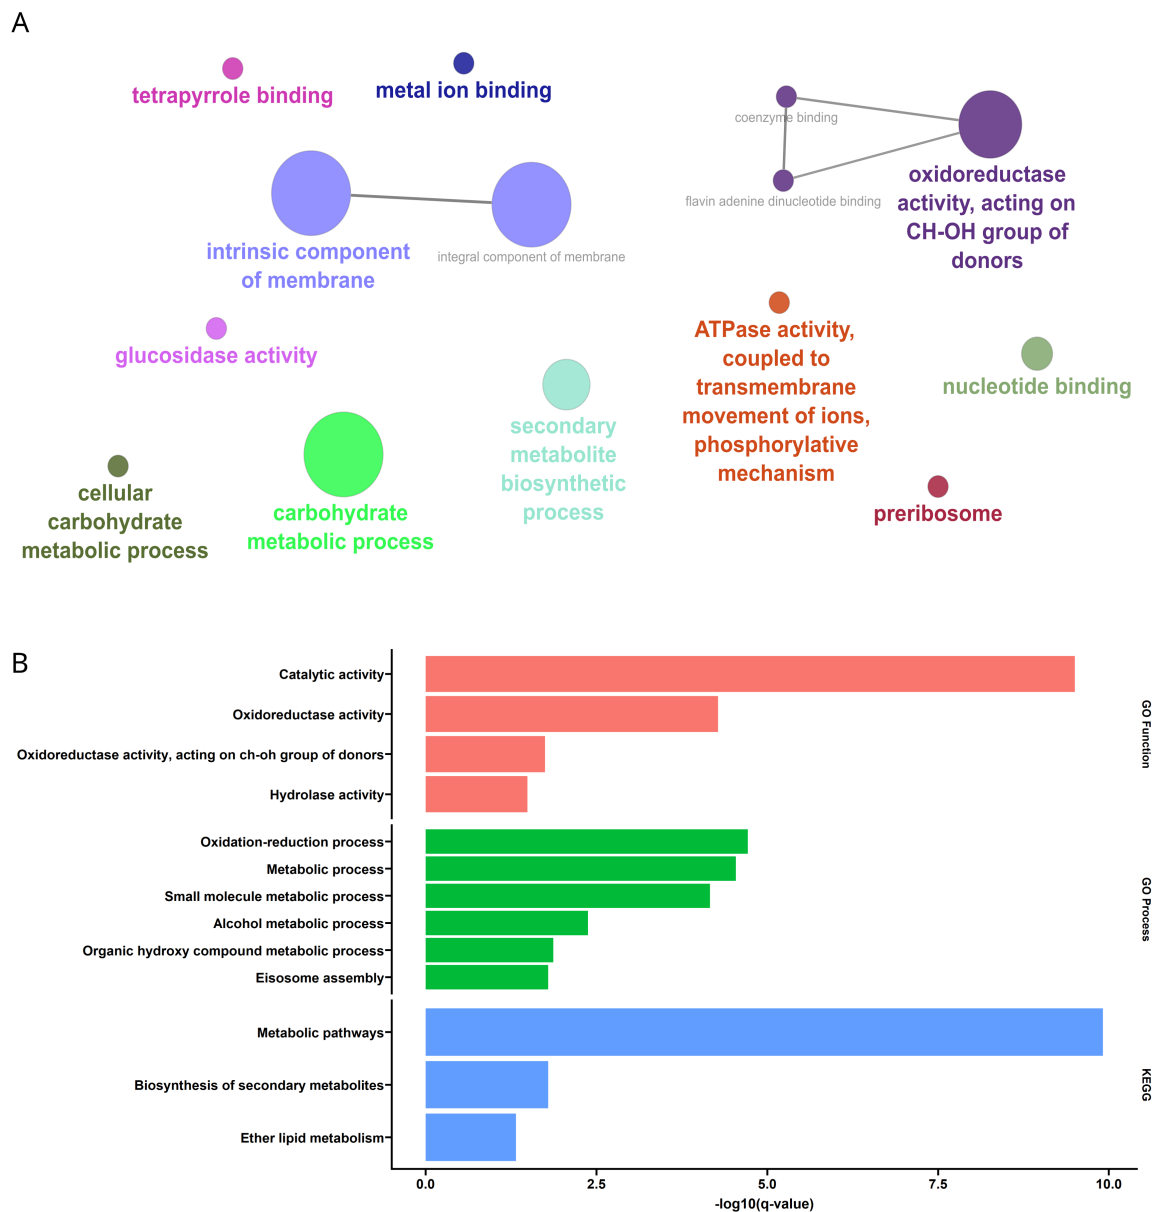 A
tetrapyrrole binding
metal ion binding
coenzyme binding
flavin adenine dinucleotide binding
oxidoreductase
activity, acting on
CH-OH group of
donors
intrinsic component
of membrane
integral component of membrane
glucosidase activity
ATPase activity,
coupled to
transmembrane
movement of ions,
phosphorylative
mechanism
nucleotide binding
secondary
metabolite
biosynthetic
process
cellular
carbohydrate
metabolic process
carbohydrate
metabolic process
preribosome
B
Catalytic activity
Oxidoreductase activity
Oxidoreductase activity, acting on ch-oh group of donors
Hydrolase activity
GO Function
Oxidation-reduction process
Metabolic process
Small molecule metabolic process
Alcohol metabolic process
Organic hydroxy compound metabolic process
Eisosome assembly
GO Process
Metabolic pathways
Biosynthesis of secondary metabolites
Ether lipid metabolism
KEGG
0.0 2.5 5.0 7.5 10.0
-log10(q-value)